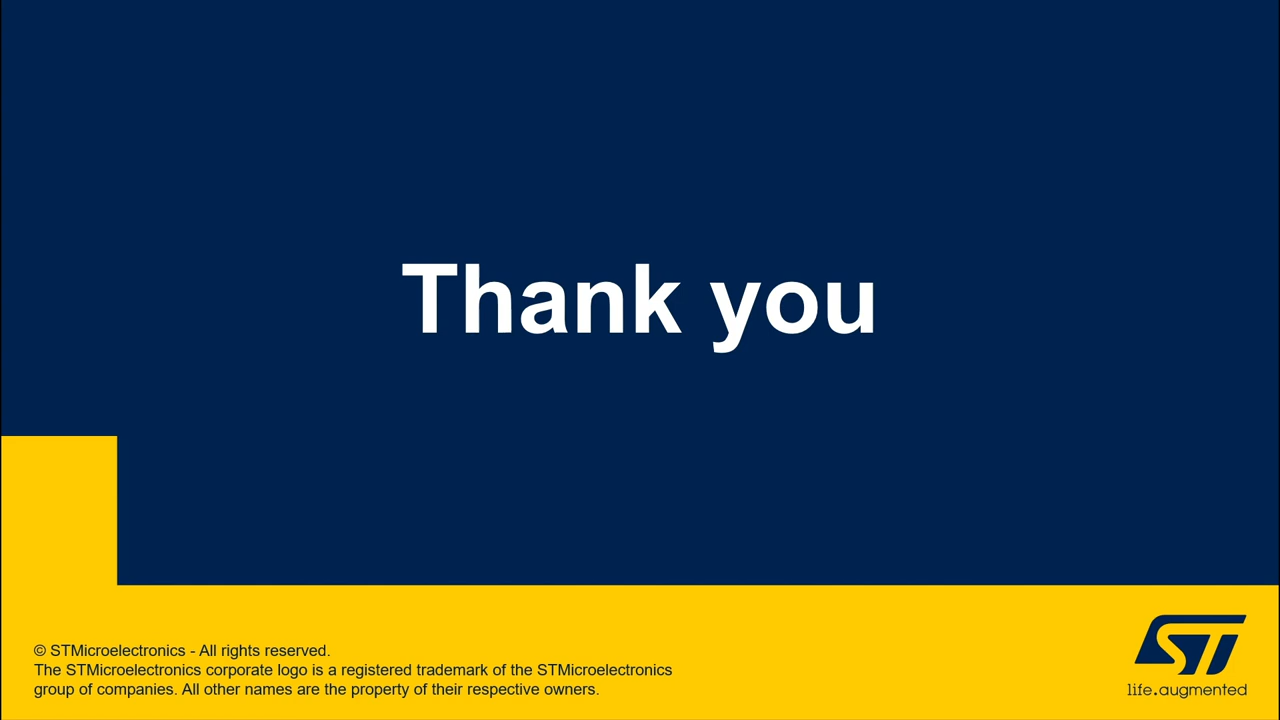 Thank you
© STMicroelectronics - All rights reserved.
The STMicroelectronics corporate logo is a registered trademark of the STMicroelectronics
group of companies. All other names are the property of their respective owners.
ST
life.augmented